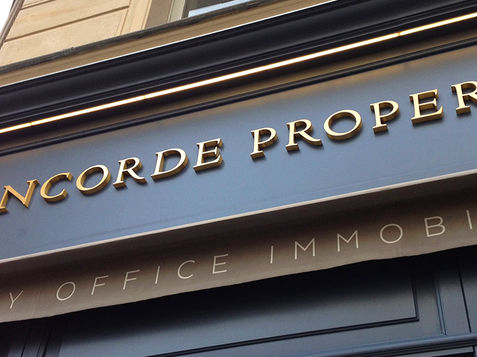 NCORDE PROPER
Y OFFICE IMMOBI